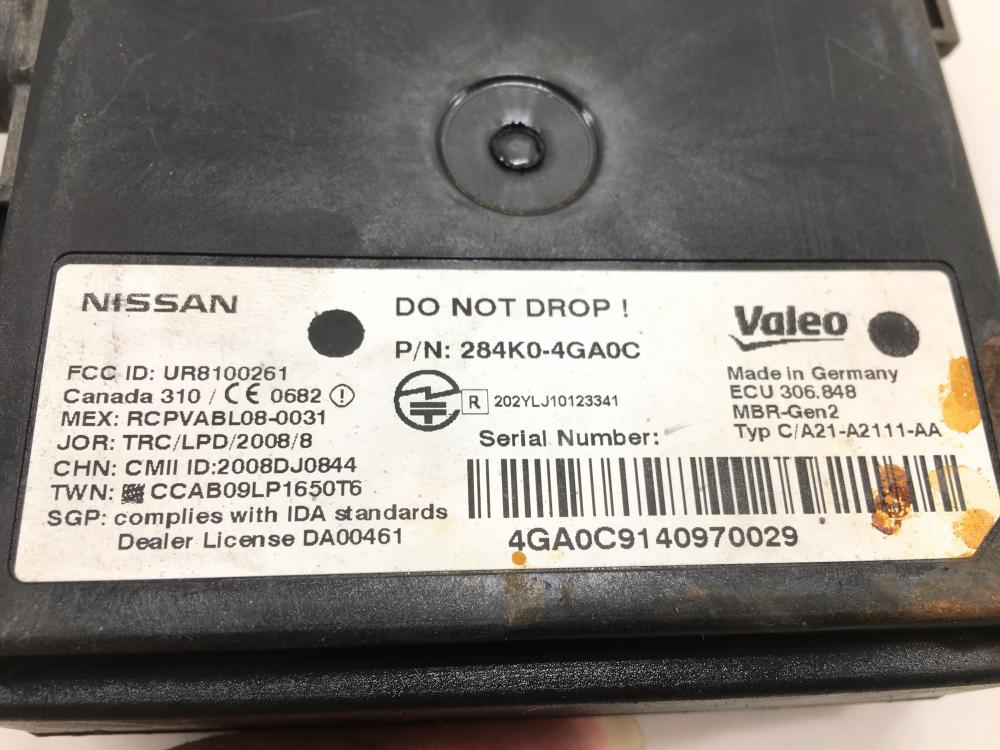 NISSAN
DO NOT DROP !
Valeo
P/N: 284K0-4GA0C
FCC ID: UR8100261
Canada 310 / CE 0682
MEX: RCPVABL08-0031
JOR: TRC/LPD/2008/8
CHN: CMII ID:2008DJ0844
TWN: CCAB09LP1650T6
SGP: complies with IDA standards
Dealer License DA00461
R 202YLJ10123341
Serial Number:
4GA0C9140970029
Made in Germany
ECU 306.848
MBR-Gen2
Typ C/A21-A2111-AA